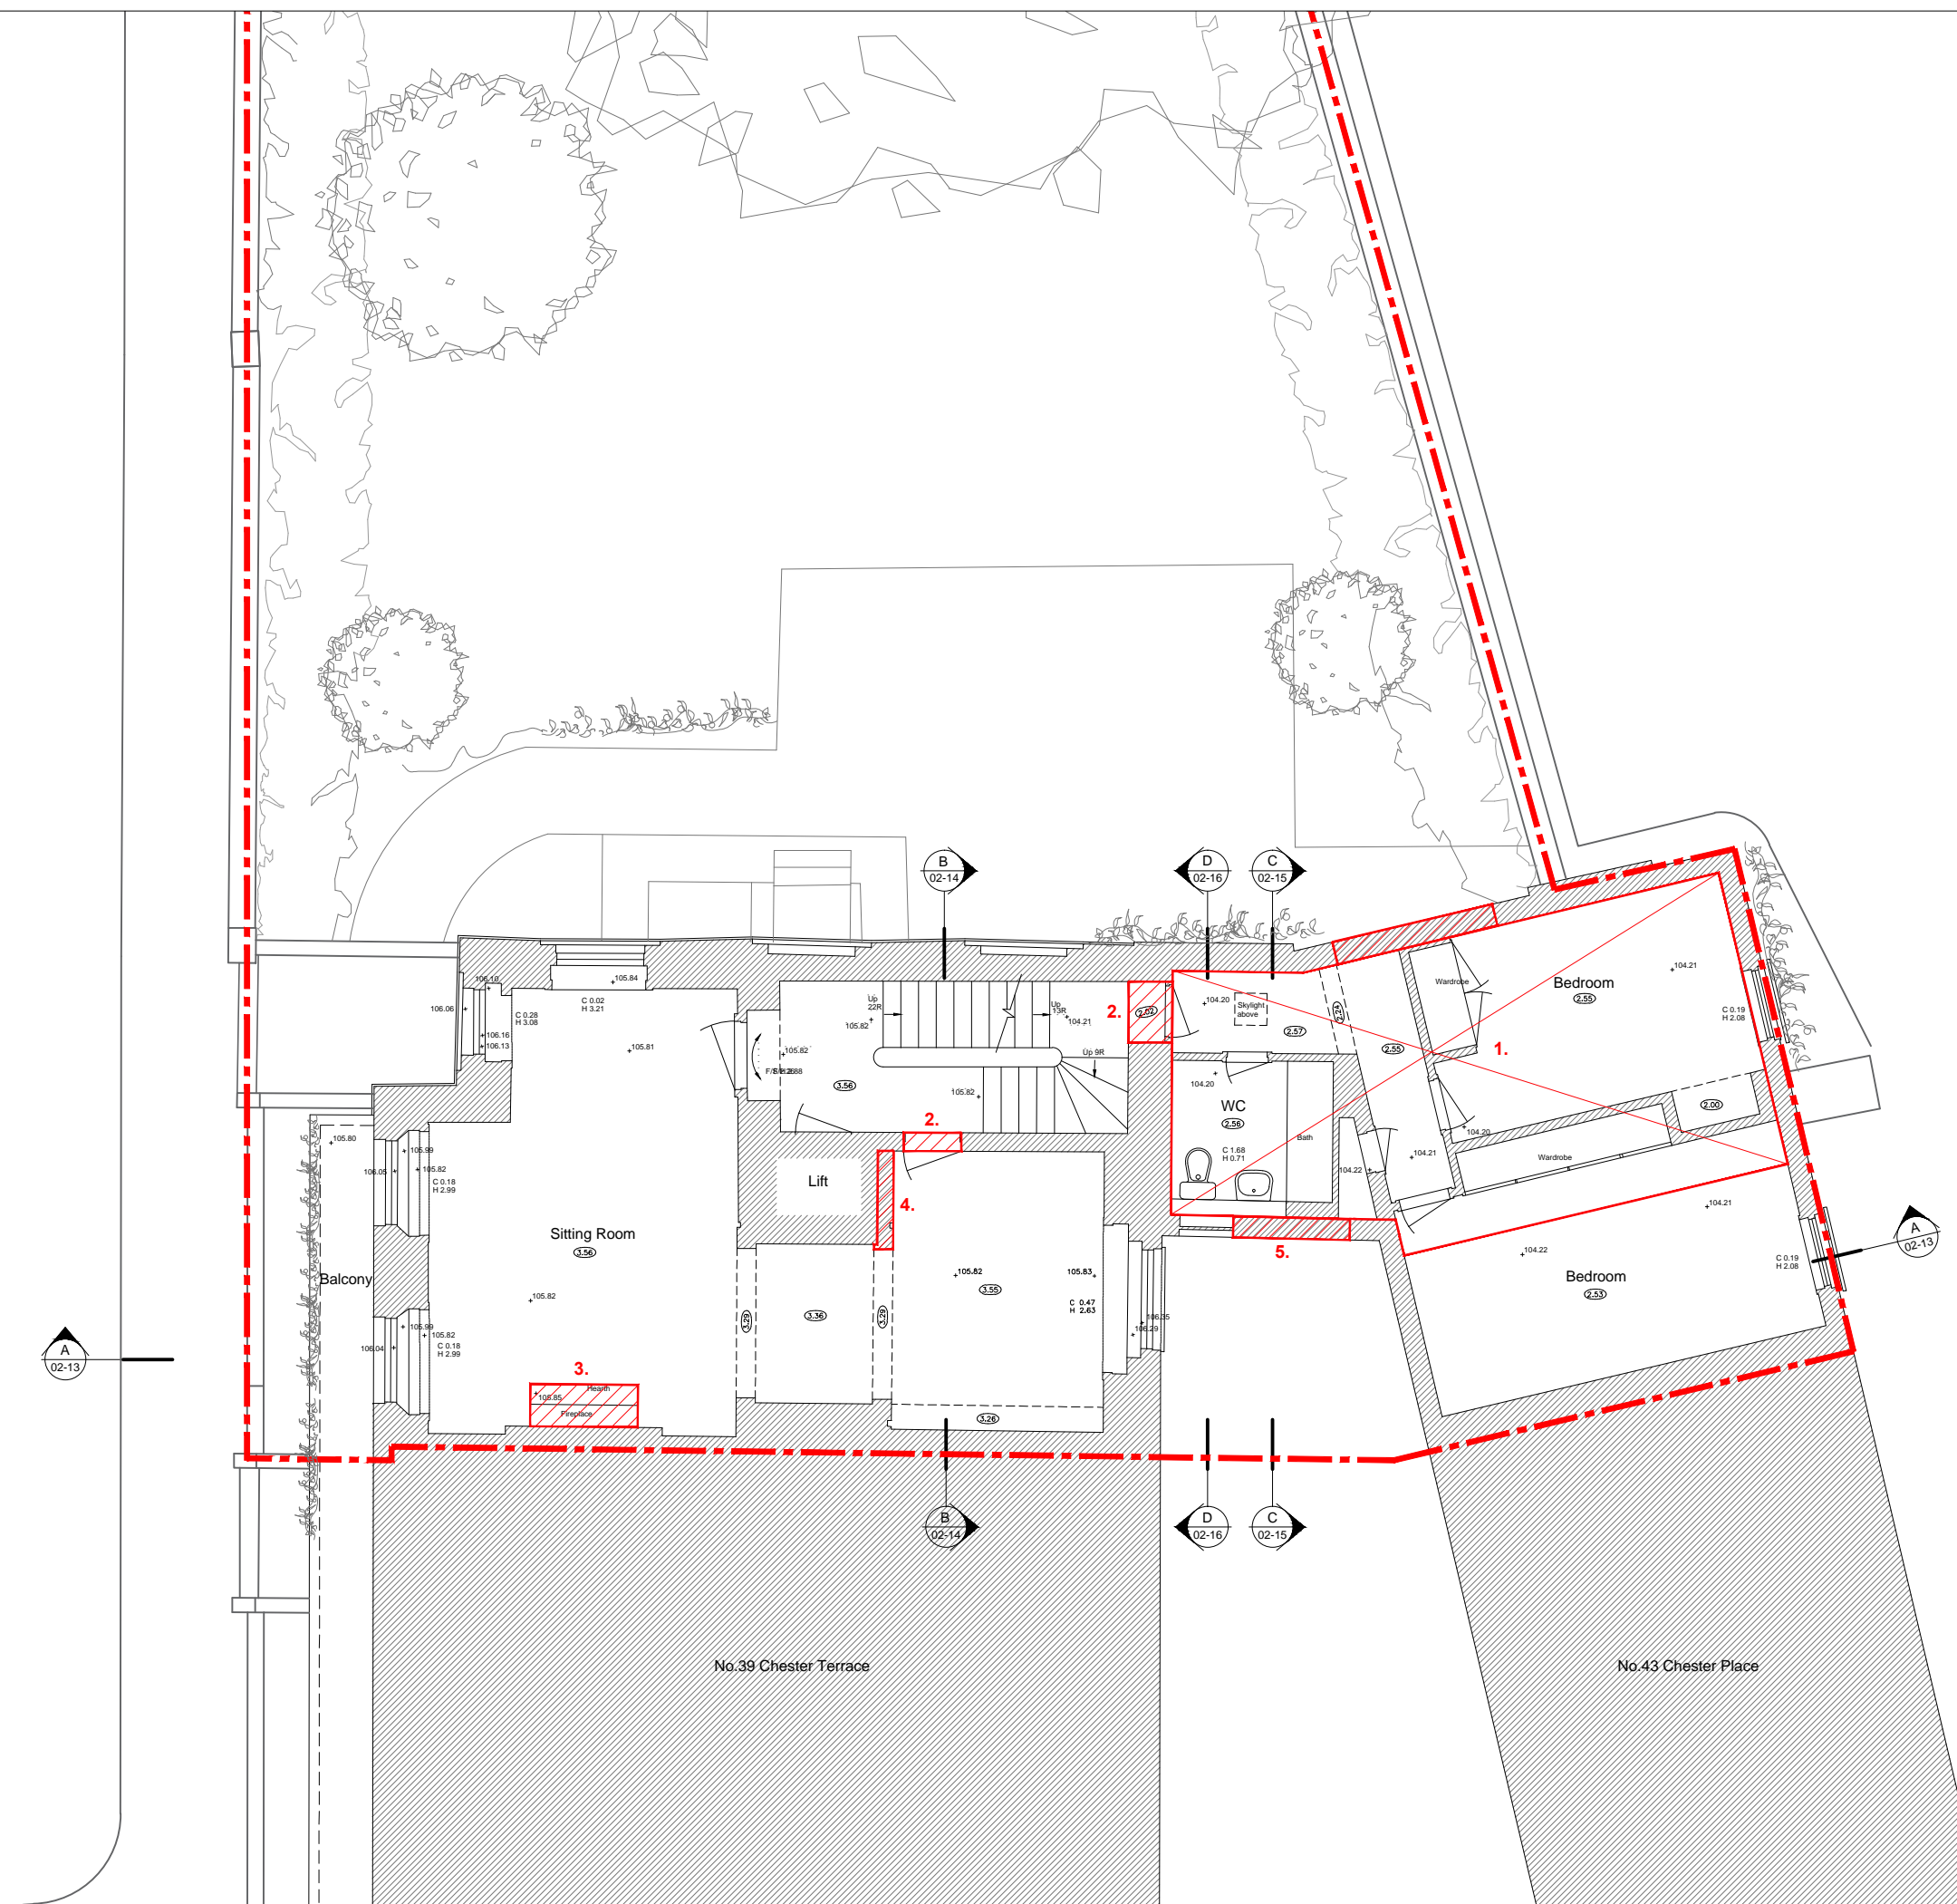 B
02-14
D
02-16
C
02-15
106.10
105.84
106.06
C 0.28
H 3.08
C 0.02
H 3.21
106.16
106.13
105.81
Up
22R
105.82
Up
13R
104.21
2.
2.02
104.20
Skylight
above
2.57
2.24
2.55
Wardrobe
Bedroom
2.55
104.21
C 0.19
H 2.08
1.
105.82
3.56
Up 9R
105.82
2.
104.20
WC
2.56
C 1.68
H 0.71
Bath
104.20
2.00
Wardrobe
104.22
104.21
105.80
105.99
106.05
105.82
C 0.18
H 2.99
Lift
4.
Sitting Room
3.56
5.
104.21
104.22
Bedroom
2.53
C 0.19
H 2.08
A
02-13
Balcony
105.82
105.82
105.83
3.55
C 0.47
H 2.63
3.29
3.36
3.29
106.35
106.29
105.99
105.82
106.04
C 0.18
H 2.99
A
02-13
3.
Hearth
105.85
Fireplace
3.26
B
02-14
D
02-16
C
02-15
No.39 Chester Terrace
No.43 Chester Place